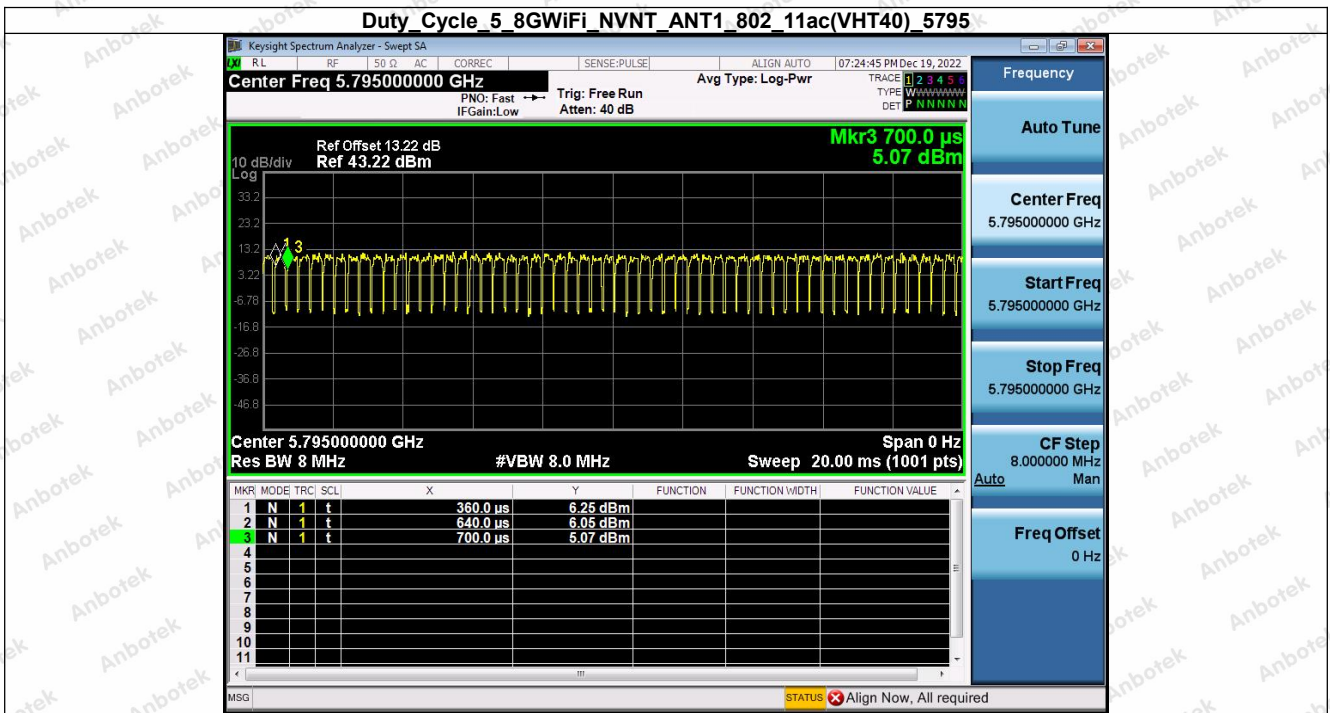 Duty_Cycle_5_8GWiFi_NVNT_ANT1_802_11ac(VHT40)_5795
Keysight Spectrum Analyzer - Swept SA
LXI RL RF 50 Ω AC CORREC SENSE:PULSE ALIGN AUTO 07:24:45 PM Dec 19, 2022
Center Freq 5.795000000 GHz
PNO: Fast
IFGain:Low
Trig: Free Run
Atten: 40 dB
Avg Type: Log-Pwr
TRACE 1 2 3 4 5 6
TYPE WWWWWW
DET P N N N N N
Mkr3 700.0 µs
5.07 dBm
Ref Offset 13.22 dB
10 dB/div Ref 43.22 dBm
Log
33.2
23.2
13.2
3.22
-6.78
-16.8
-26.8
-36.8
-46.8
1 3
Center 5.795000000 GHz Span 0 Hz
Res BW 8 MHz #VBW 8.0 MHz Sweep 20.00 ms (1001 pts)
MKR MODE TRC SCL X Y FUNCTION FUNCTION WIDTH FUNCTION VALUE
1 N 1 t 360.0 µs 6.25 dBm
2 N 1 t 640.0 µs 6.05 dBm
3 N 1 t 700.0 µs 5.07 dBm
4
5
6
7
8
9
10
11
MSG STATUS Align Now, All required
Frequency
Auto Tune
Center Freq
5.795000000 GHz
Start Freq
5.795000000 GHz
Stop Freq
5.795000000 GHz
CF Step
8.000000 MHz
Auto Man
Freq Offset
0 Hz
Anbotek